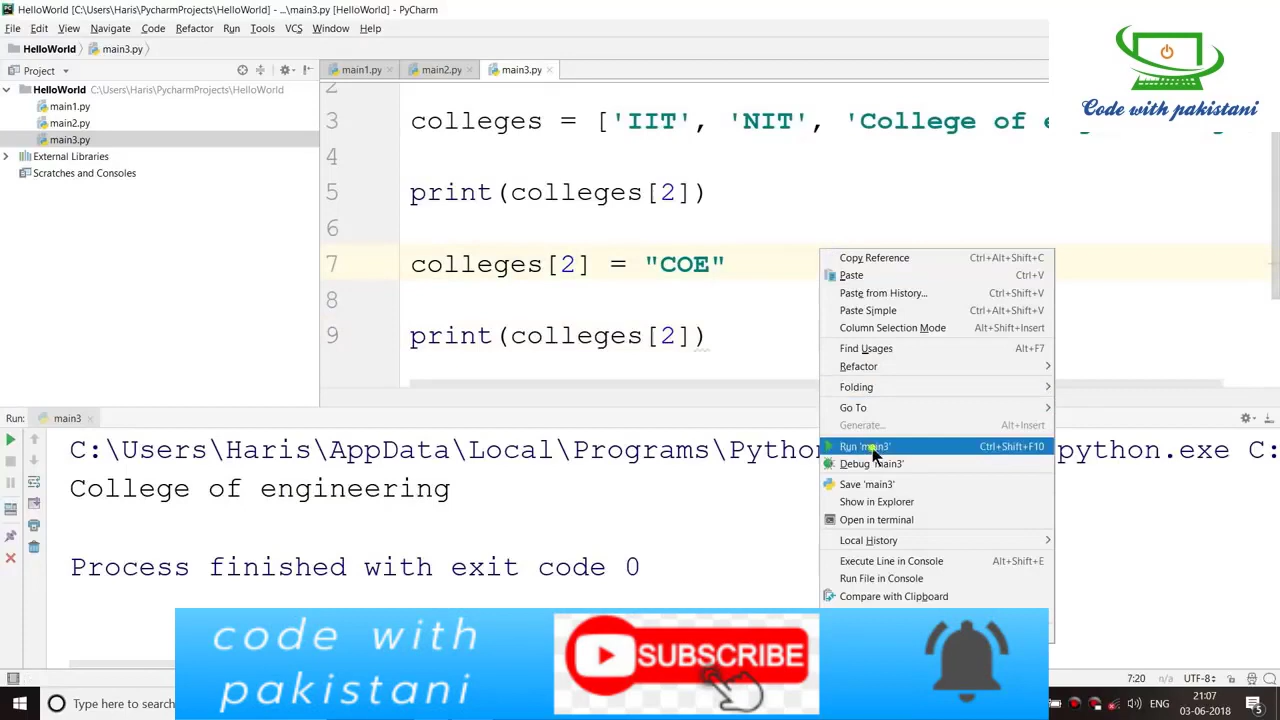 HelloWorld [C:\Users\Haris\PycharmProjects\HelloWorld] - ...\main3.py [HelloWorld] - PyCharm
File Edit View Navigate Code Refactor Run Tools VCS Window Help
HelloWorld main3.py
Project
main1.py main2.py main3.py
HelloWorld C:\Users\Haris\PycharmProjects\HelloWorld
main1.py
main2.py
main3.py
External Libraries
Scratches and Consoles
2
3 colleges = ['IIT', 'NIT', 'College of
4
5 print(colleges[2])
6
7 colleges[2] = "COE"
8
9 print(colleges[2])
Code with pakistani
Copy Reference Ctrl+Alt+Shift+C
Paste Ctrl+V
Paste from History... Ctrl+Shift+V
Paste Simple Ctrl+Alt+Shift+V
Column Selection Mode Alt+Shift+Insert
Find Usages Alt+F7
Refactor
Folding
Go To
Generate... Alt+Insert
Run 'main3' Ctrl+Shift+F10
Debug 'main3'
Save 'main3'
Show in Explorer
Open in terminal
Local History
Execute Line in Console Alt+Shift+E
Run File in Console
Compare with Clipboard
Run: main3
C:\Users\Haris\AppData\Local\Programs\Python python.exe C:
College of engineering
Process finished with exit code 0
code with
pakistani
SUBSCRIBE
7:20 n/a UTF-8
Type here to search
ENG 21:07
03-06-2018